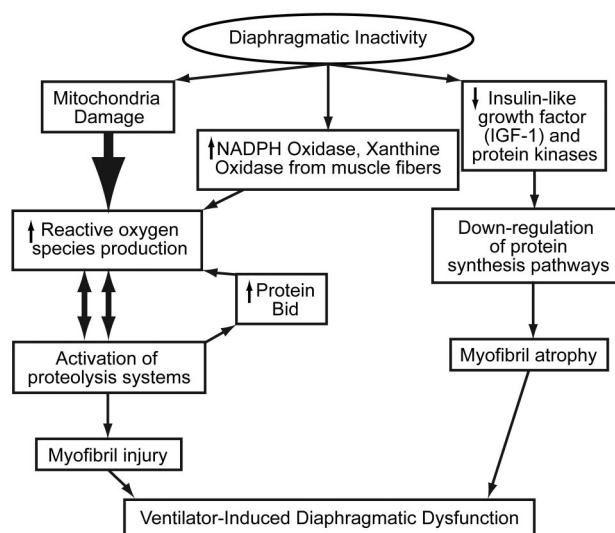 Diaphragmatic Inactivity
Mitochondria
Damage
↓ Insulin-like
growth factor
(IGF-1) and
protein kinases
↑NADPH Oxidase, Xanthine
Oxidase from muscle fibers
↑ Reactive oxygen
species production
Down-regulation
of protein
synthesis pathways
↑ Protein
Bid
Activation of
proteolysis systems
Myofibril atrophy
Myofibril injury
Ventilator-Induced Diaphragmatic Dysfunction